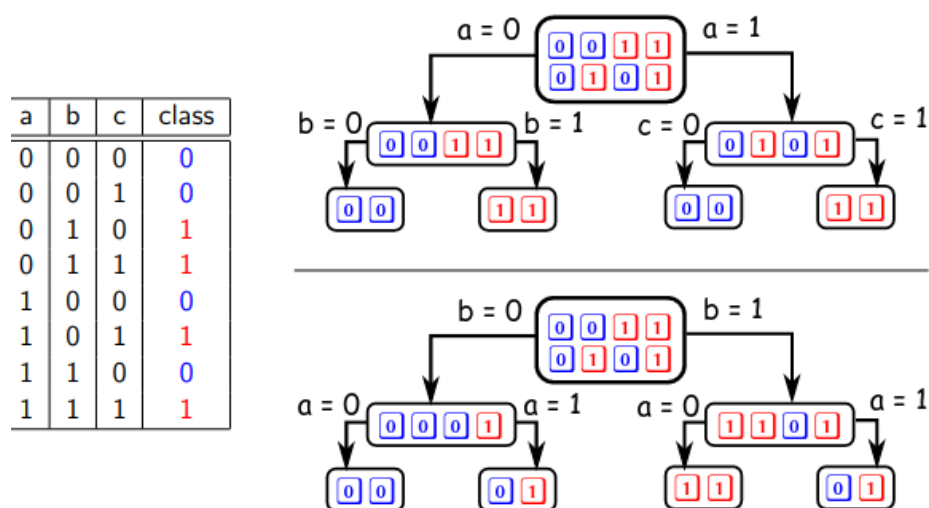 a b c class
0 0 0 0
0 0 1 0
0 1 0 1
0 1 1 1
1 0 0 0
1 0 1 1
1 1 0 0
1 1 1 1
a = 0 a = 1
0 0 1 1
0 1 0 1
b = 0 b = 1 c = 0 c = 1
0 0 1 1 0 1 0 1
0 0 1 1 0 0 1 1
b = 0 b = 1
0 0 1 1
0 1 0 1
a = 0 a = 1 a = 0 a = 1
0 0 0 1 1 1 0 1
0 0 0 1 1 1 0 1